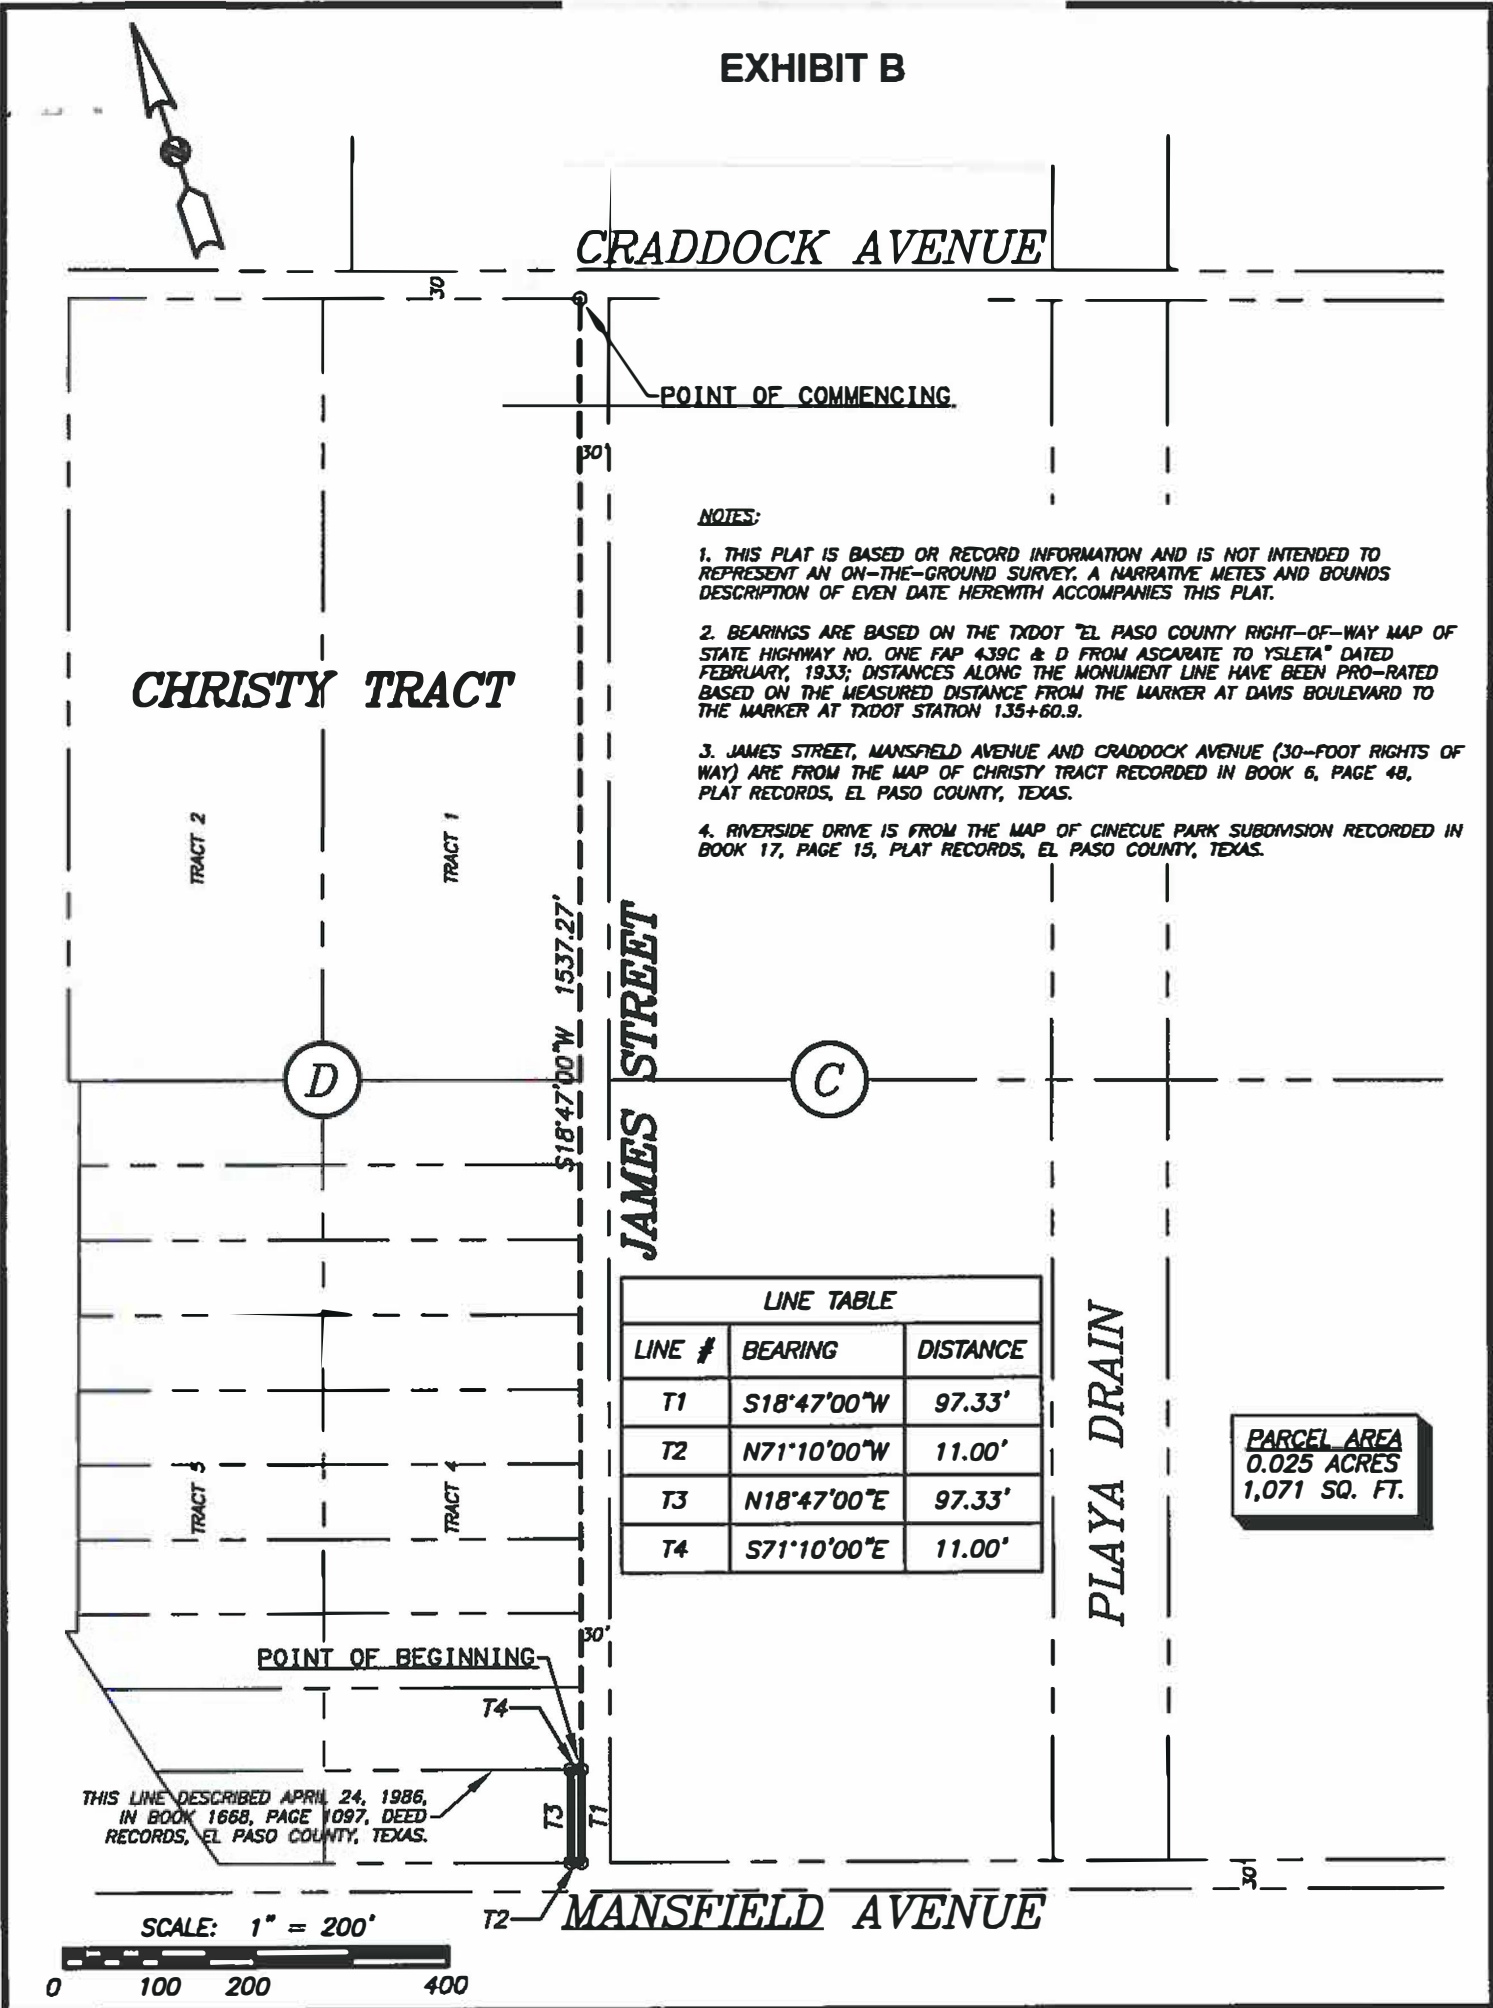 EXHIBIT B
CRADDOCK AVENUE
30'
POINT OF COMMENCING
30'
NOTES:
1. THIS PLAT IS BASED OR RECORD INFORMATION AND IS NOT INTENDED TO
REPRESENT AN ON-THE-GROUND SURVEY. A NARRATIVE METES AND BOUNDS
DESCRIPTION OF EVEN DATE HEREWITH ACCOMPANIES THIS PLAT.
2. BEARINGS ARE BASED ON THE TXDOT "EL PASO COUNTY RIGHT-OF-WAY MAP OF
STATE HIGHWAY NO. ONE FAP 439C & D FROM ASCARATE TO YSLETA" DATED
FEBRUARY, 1933; DISTANCES ALONG THE MONUMENT LINE HAVE BEEN PRO-RATED
BASED ON THE MEASURED DISTANCE FROM THE MARKER AT DAVIS BOULEVARD TO
THE MARKER AT TXDOT STATION 135+60.9.
3. JAMES STREET, MANSFIELD AVENUE AND CRADDOCK AVENUE (30-FOOT RIGHTS OF
WAY) ARE FROM THE MAP OF CHRISTY TRACT RECORDED IN BOOK 6, PAGE 48,
PLAT RECORDS, EL PASO COUNTY, TEXAS.
4. RIVERSIDE DRIVE IS FROM THE MAP OF CINECUE PARK SUBDIVISION RECORDED IN
BOOK 17, PAGE 15, PLAT RECORDS, EL PASO COUNTY, TEXAS.
CHRISTY TRACT
TRACT 2
TRACT 1
S18°47'00"W 1537.27'
JAMES STREET
D
C
LINE TABLE
LINE # BEARING DISTANCE
T1 S18°47'00"W 97.33'
T2 N71°10'00"W 11.00'
T3 N18°47'00"E 97.33'
T4 S71°10'00"E 11.00'
PLAYA DRAIN
PARCEL AREA
0.025 ACRES
1,071 SQ. FT.
TRACT 5
TRACT 4
30'
POINT OF BEGINNING
T4
THIS LINE DESCRIBED APRIL 24, 1986,
IN BOOK 1668, PAGE 1097, DEED
RECORDS, EL PASO COUNTY, TEXAS.
T3
T1
30'
T2
MANSFIELD AVENUE
SCALE: 1" = 200'
0 100 200 400